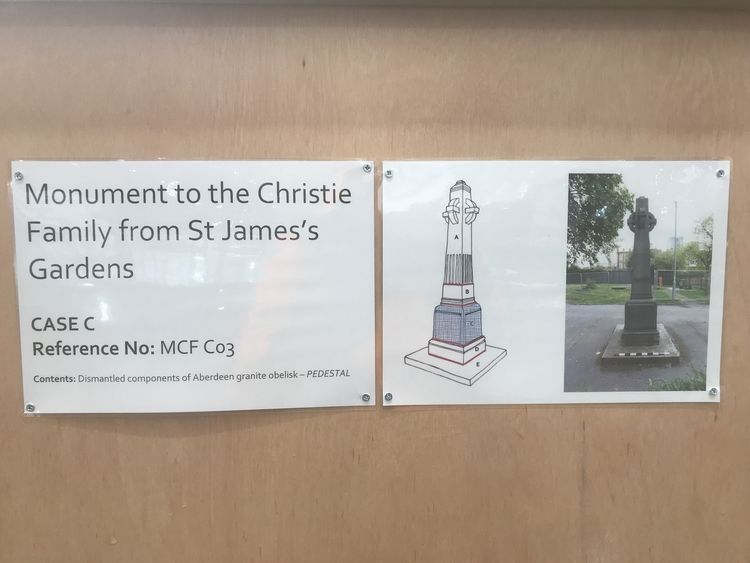 Monument to the Christie
Family from St James's
Gardens
CASE C
Reference No: MCF C03
Contents: Dismantled components of Aberdeen granite obelisk – PEDESTAL
A
B
C
D
E